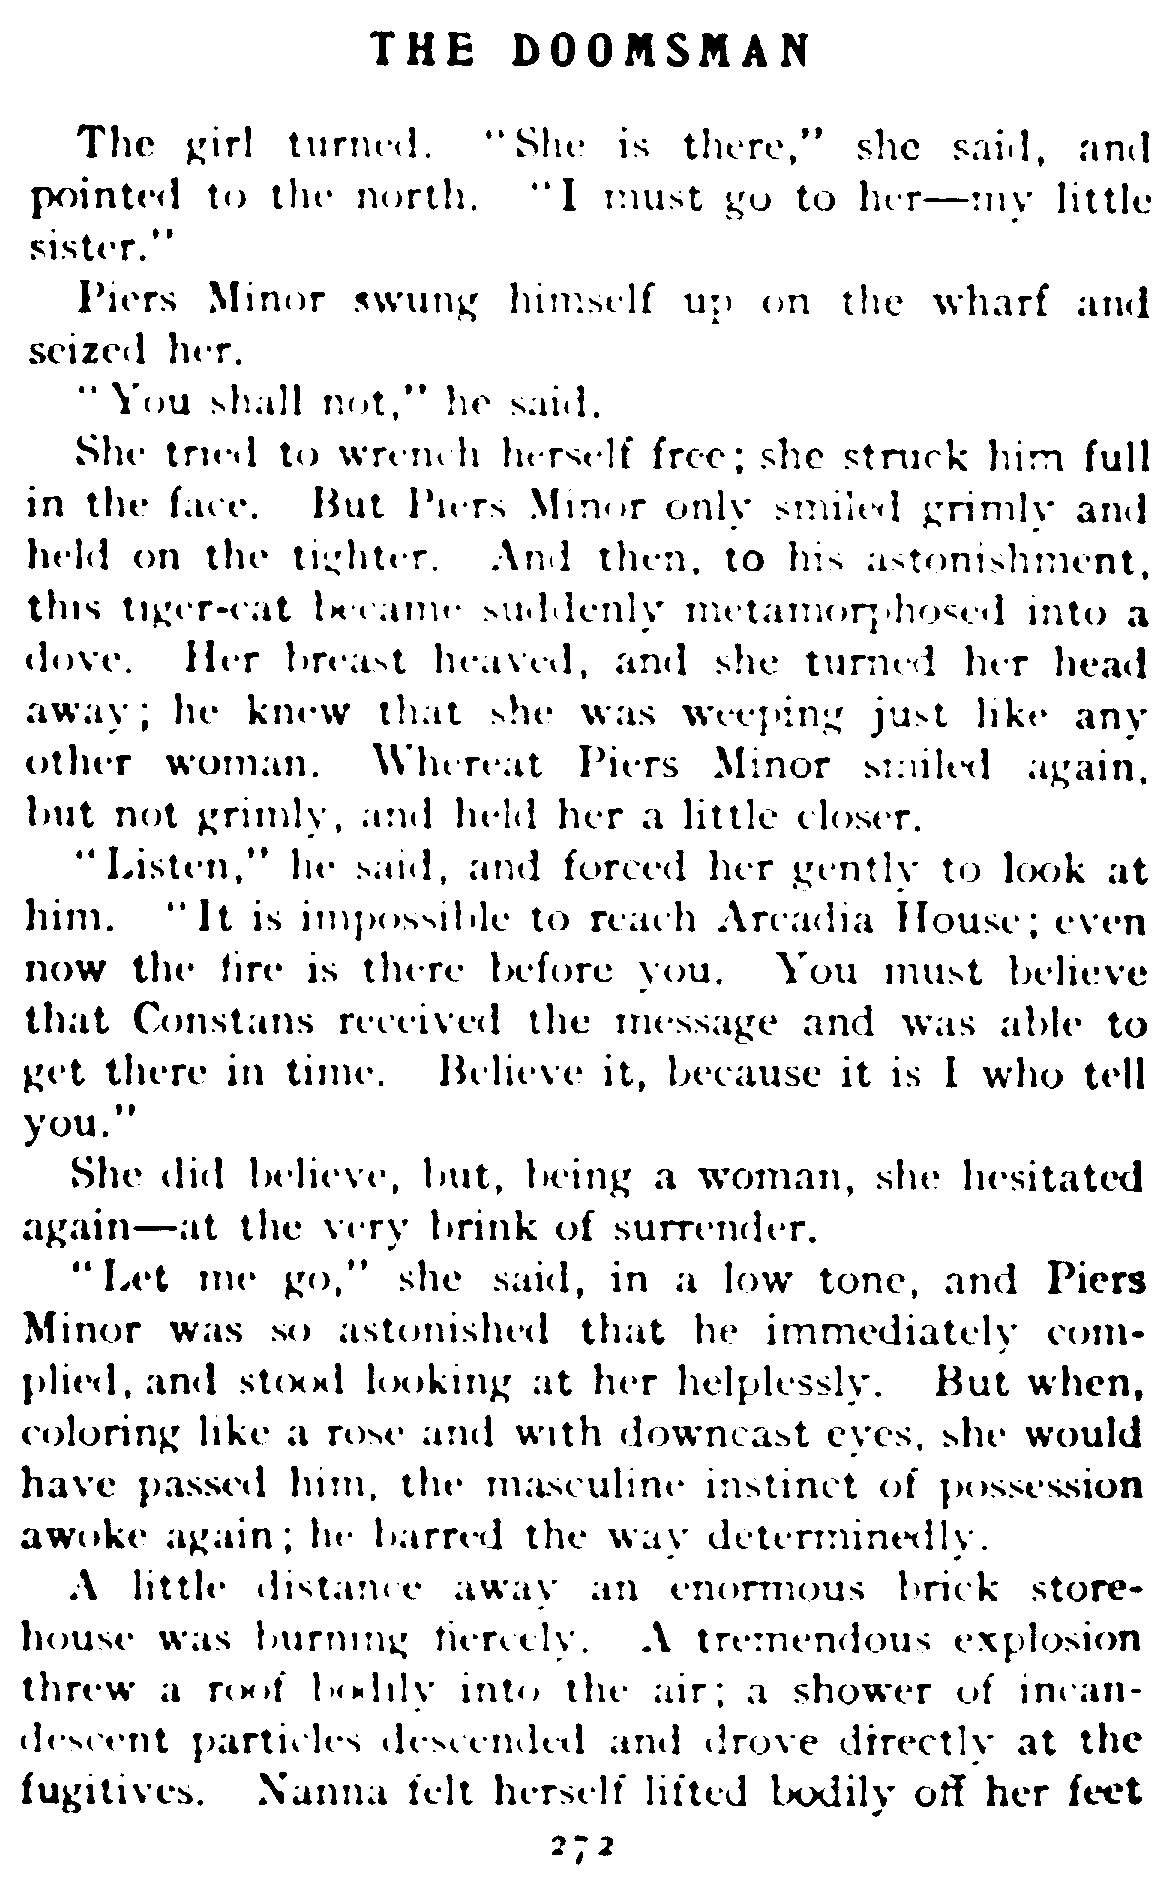 THE DOOMSMAN
The girl turned. "She is there," she said, and
pointed to the north. "I must go to her—my little
sister."
Piers Minor swung himself up on the wharf and
seized her.
"You shall not," he said.
She tried to wrench herself free; she struck him full
in the face. But Piers Minor only smiled grimly and
held on the tighter. And then, to his astonishment,
this tiger-cat became suddenly metamorphosed into a
dove. Her breast heaved, and she turned her head
away; he knew that she was weeping just like any
other woman. Whereat Piers Minor smiled again,
but not grimly, and held her a little closer.
"Listen," he said, and forced her gently to look at
him. "It is impossible to reach Arcadia House; even
now the fire is there before you. You must believe
that Constans received the message and was able to
get there in time. Believe it, because it is I who tell
you."
She did believe, but, being a woman, she hesitated
again—at the very brink of surrender.
"Let me go," she said, in a low tone, and Piers
Minor was so astonished that he immediately com-
plied, and stood looking at her helplessly. But when,
coloring like a rose and with downcast eyes, she would
have passed him, the masculine instinct of possession
awoke again; he barred the way determinedly.
A little distance away an enormous brick store-
house was burning fiercely. A tremendous explosion
threw a roof bodily into the air; a shower of incan-
descent particles descended and drove directly at the
fugitives. Nanna felt herself lifted bodily off her feet
272